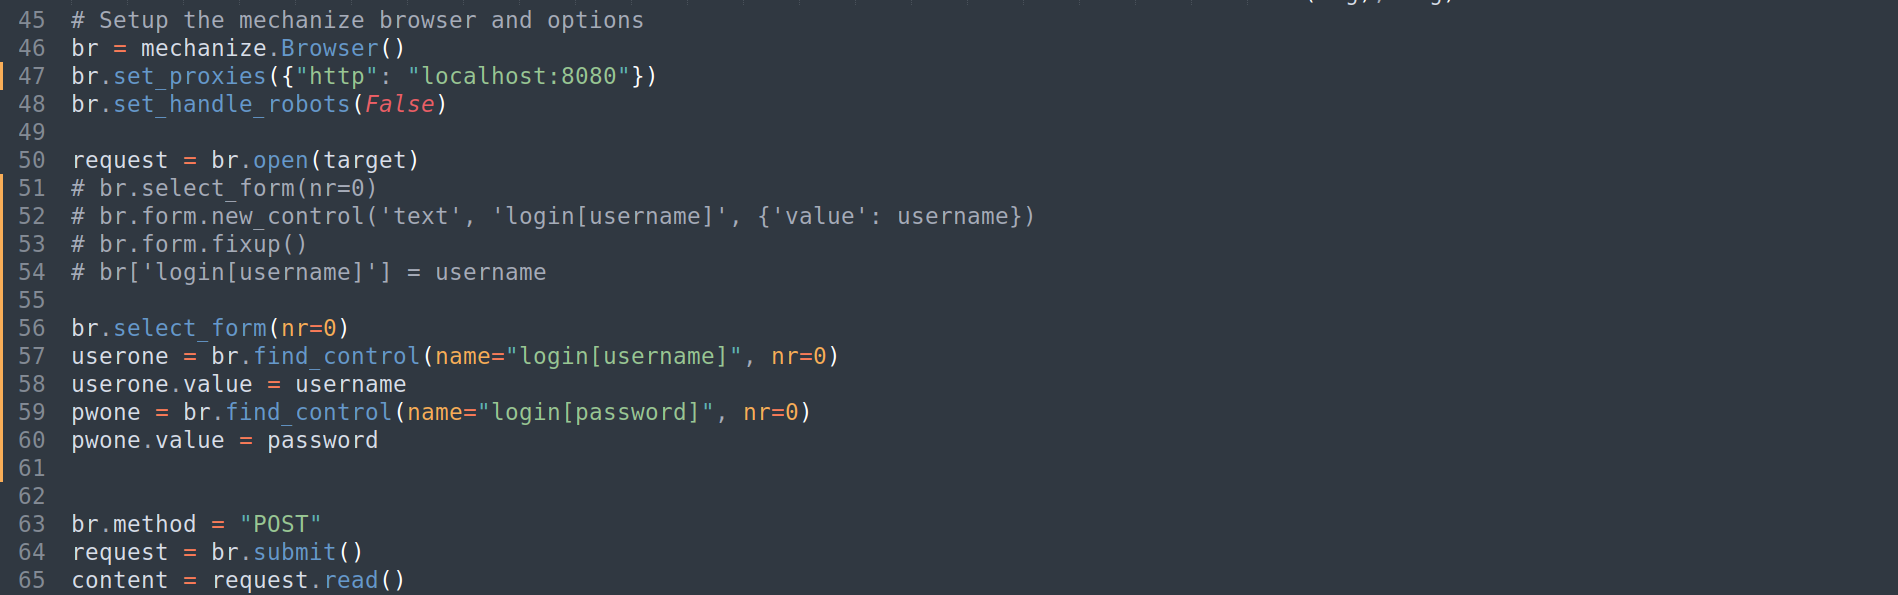 45 # Setup the mechanize browser and options
46 br = mechanize.Browser()
47 br.set_proxies({"http": "localhost:8080"})
48 br.set_handle_robots(False)
49
50 request = br.open(target)
51 # br.select_form(nr=0)
52 # br.form.new_control('text', 'login[username]', {'value': username})
53 # br.form.fixup()
54 # br['login[username]'] = username
55
56 br.select_form(nr=0)
57 userone = br.find_control(name="login[username]", nr=0)
58 userone.value = username
59 pwone = br.find_control(name="login[password]", nr=0)
60 pwone.value = password
61
62
63 br.method = "POST"
64 request = br.submit()
65 content = request.read()